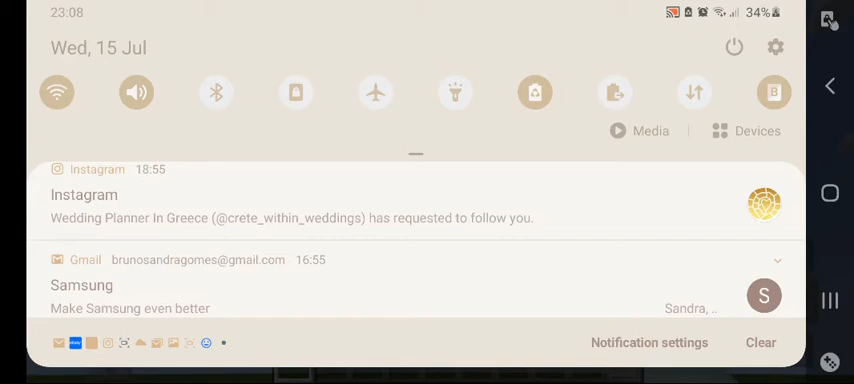 23:08
34%
Wed, 15 Jul
B
Media
Devices
Instagram 18:55
Instagram
Wedding Planner In Greece (@crete_within_weddings) has requested to follow you.
Gmail brunosandragomes@gmail.com 16:55
Samsung
S
Make Samsung even better
Sandra, ..
Notification settings
Clear